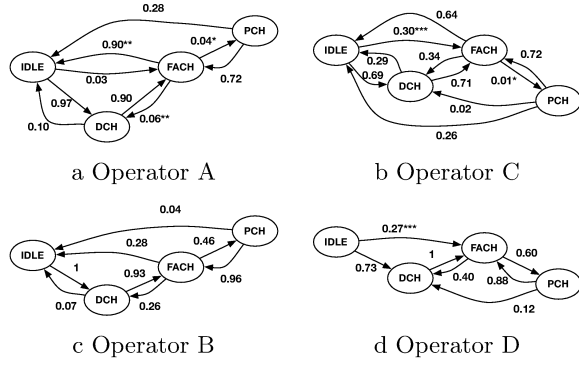 0.28
PCH
0.90**
0.04*
IDLE
FACH
0.03
0.72
0.97
0.90
0.10
DCH
0.06**
a Operator A
0.64
0.30***
FACH
IDLE
0.29
0.34
0.72
0.69
DCH
0.71
0.01*
PCH
0.02
0.26
b Operator C
0.04
PCH
0.28
0.46
IDLE
FACH
1
0.93
0.96
0.07
DCH
0.26
c Operator B
0.27***
IDLE
FACH
0.73
1
0.60
DCH
0.40
0.88
PCH
0.12
d Operator D